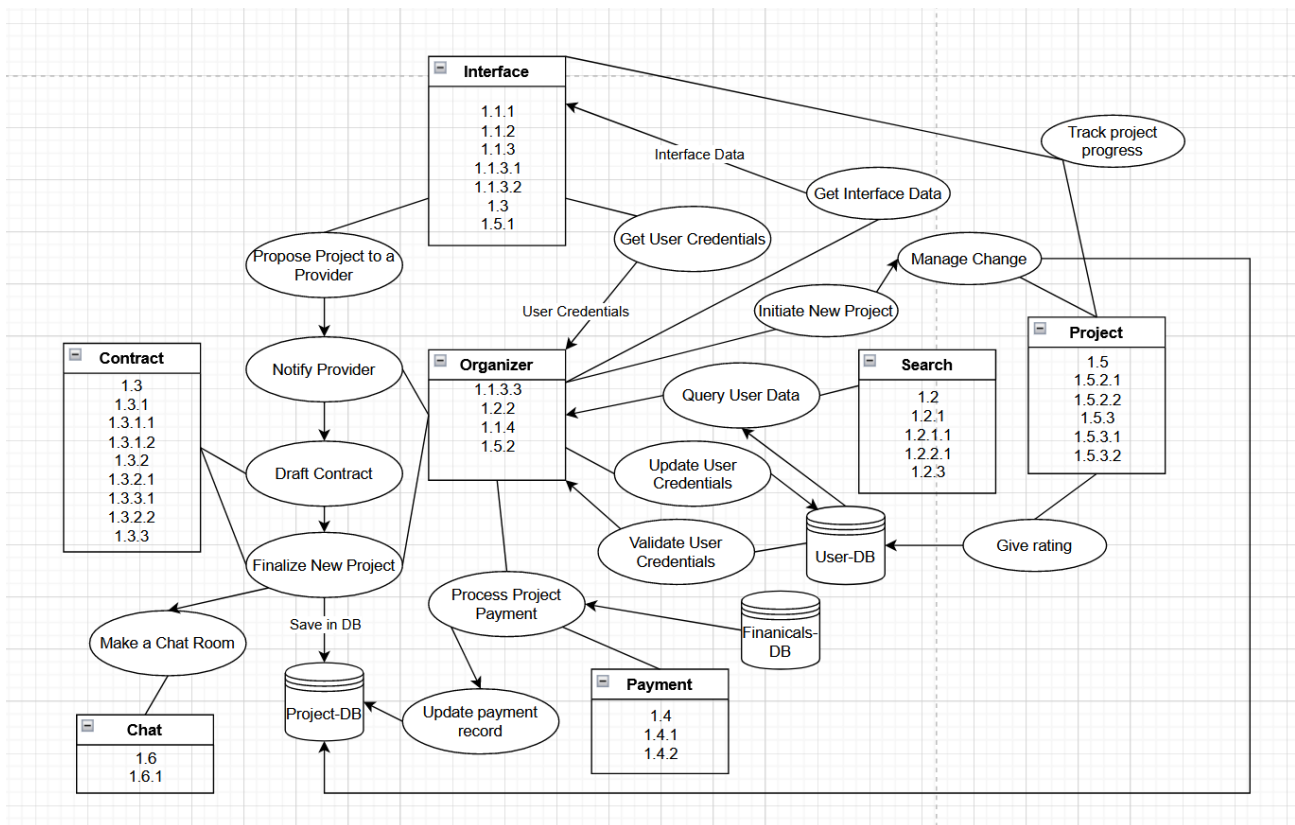 Interface
1.1.1
1.1.2
1.1.3
1.1.3.1
1.1.3.2
1.3
1.5.1
Track project
progress
Interface Data
Get Interface Data
Get User Credentials
Propose Project to a
Provider
Manage Change
User Credentials
Initiate New Project
Project
1.5
1.5.2.1
1.5.2.2
1.5.3
1.5.3.1
1.5.3.2
Contract
1.3
1.3.1
1.3.1.1
1.3.1.2
1.3.2
1.3.2.1
1.3.3.1
1.3.2.2
1.3.3
Notify Provider
Organizer
1.1.3.3
1.2.2
1.1.4
1.5.2
Query User Data
Search
1.2
1.2.1
1.2.1.1
1.2.2.1
1.2.3
Draft Contract
Update User
Credentials
Validate User
Credentials
User-DB
Give rating
Finalize New Project
Process Project
Payment
Finanicals-
DB
Save in DB
Make a Chat Room
Project-DB
Update payment
record
Payment
1.4
1.4.1
1.4.2
Chat
1.6
1.6.1